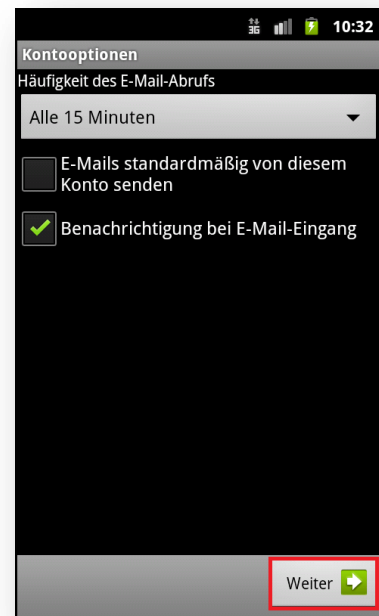 3G 10:32
Kontooptionen
Häufigkeit des E-Mail-Abrufs
Alle 15 Minuten
E-Mails standardmäßig von diesem
Konto senden
Benachrichtigung bei E-Mail-Eingang
Weiter